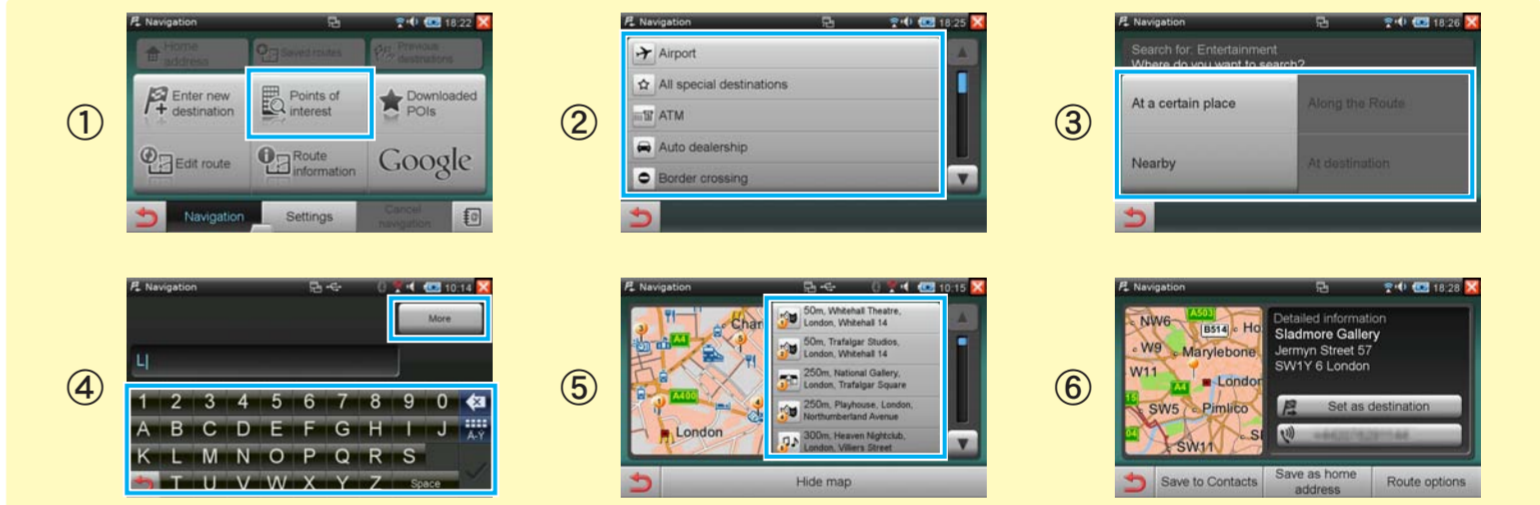 Navigation 18:22
Home address
Saved routes
Previous destinations
①
Enter new destination
Points of interest
Downloaded POIs
Edit route
Route information
Google
Navigation
Settings
Cancel navigation
Navigation 18:25
②
Airport
All special destinations
ATM
Auto dealership
Border crossing
Navigation 18:26
Search for: Entertainment
Where do you want to search?
③
At a certain place
Along the Route
Nearby
At destination
Navigation 10:14
More
④
L
1 2 3 4 5 6 7 8 9 0
A B C D E F G H I J
A-Y
K L M N O P Q R S
T U V W X Y Z Space
Navigation 10:15
⑤
Char
A4
A400
London
50m, Whitehall Theatre,
London, Whitehall 14
50m, Trafalgar Studios,
London, Whitehall 14
250m, National Gallery,
London, Trafalgar Square
250m, Playhouse, London,
Northumberland Avenue
300m, Heaven Nightclub,
London, Villiers Street
Hide map
Navigation 18:28
⑥
NW6
A503
B514
Ho
W9
Marylebone
W11
A4
London
15
SW5
Pimlico
04
SW11
Detailed information
Sladmore Gallery
Jermyn Street 57
SW1Y 6 London
Set as destination
Save to Contacts
Save as home address
Route options